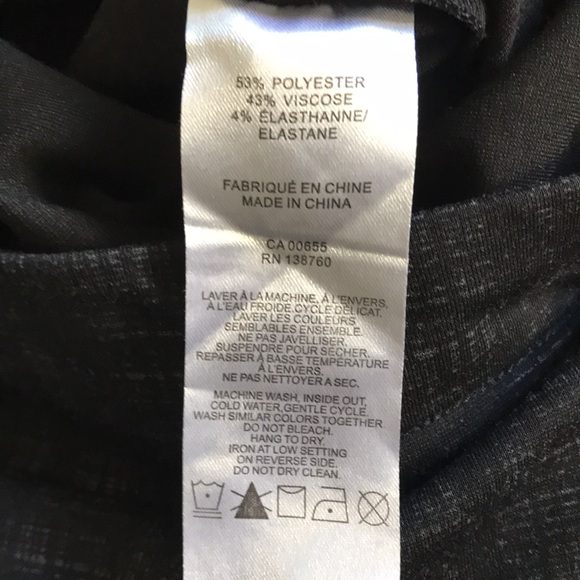 53% POLYESTER
43% VISCOSE
4% ÉLASTHANNE/
ELASTANE
FABRIQUÉ EN CHINE
MADE IN CHINA
CA 00655
RN 138760
LAVER À LA MACHINE, À L'ENVERS,
À L'EAU FROIDE,CYCLE DÉLICAT.
LAVER LES COULEURS
SEMBLABLES ENSEMBLE.
NE PAS JAVELLISER.
SUSPENDRE POUR SÉCHER.
REPASSER À BASSE TEMPÉRATURE
À L'ENVERS.
NE PAS NETTOYER A SEC.
MACHINE WASH, INSIDE OUT,
COLD WATER,GENTLE CYCLE.
WASH SIMILAR COLORS TOGETHER
DO NOT BLEACH.
HANG TO DRY.
IRON AT LOW SETTING
ON REVERSE SIDE.
DO NOT DRY CLEAN.